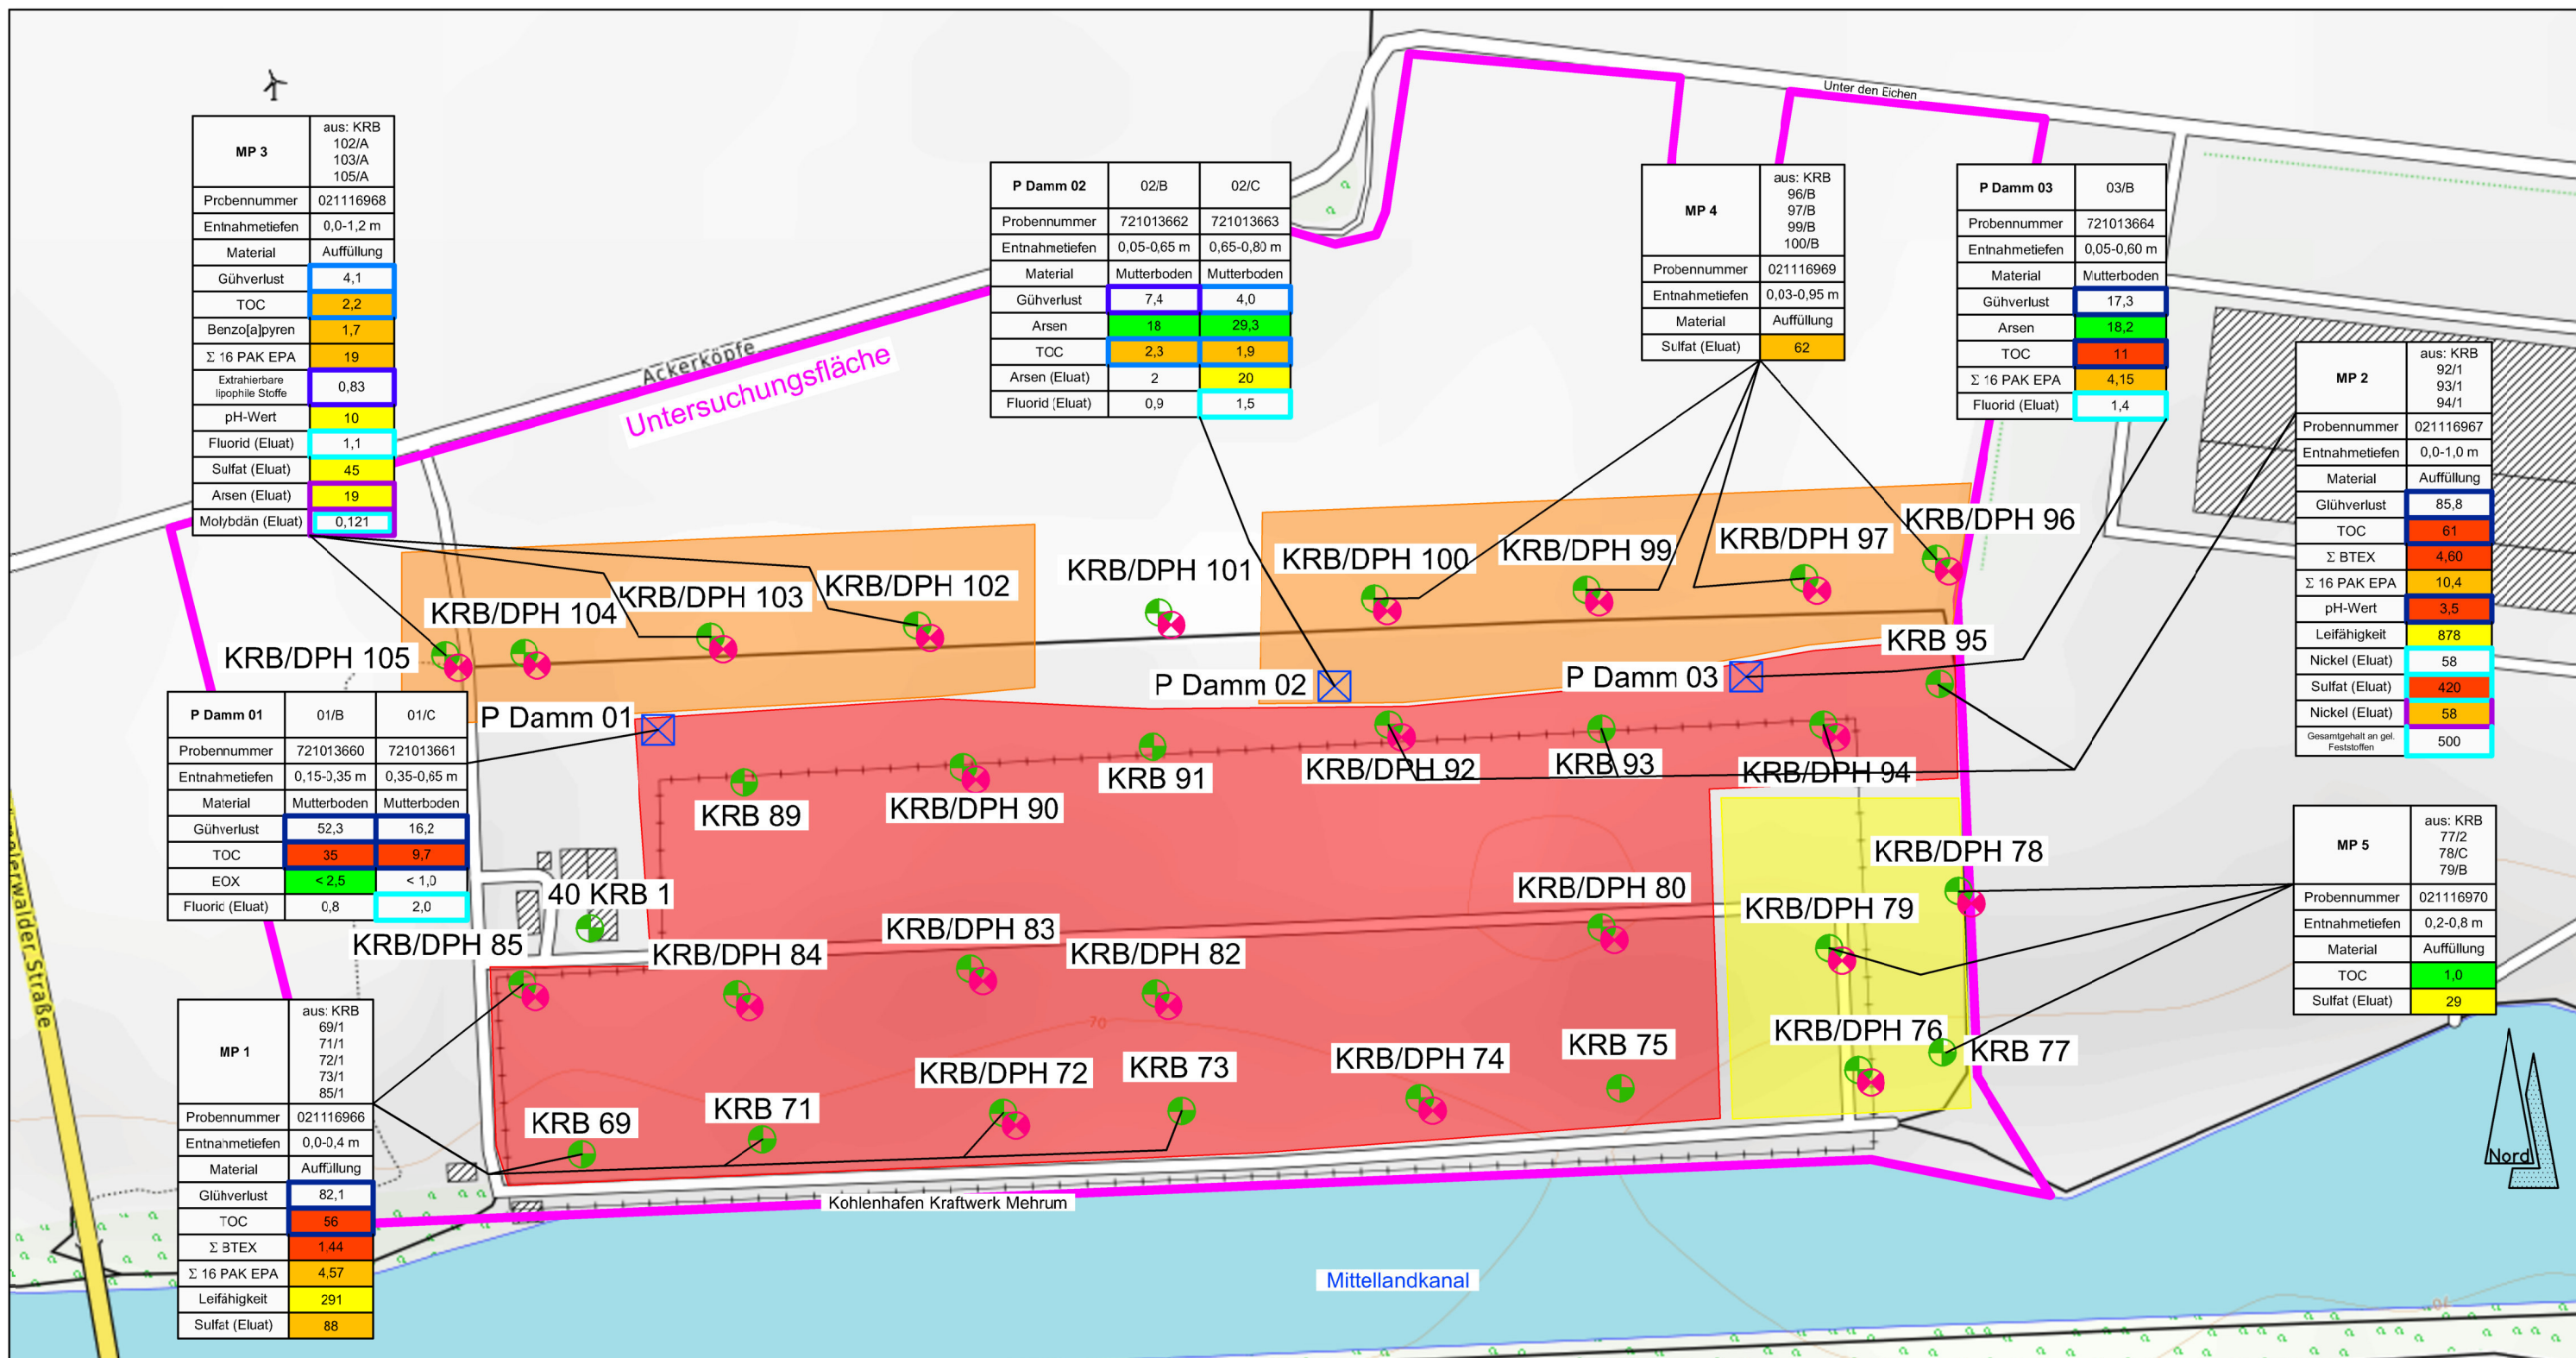 Unter den Eichen
MP 3
aus: KRB
102/A
103/A
105/A
Probennummer 021116968
Entnahmetiefen 0,0-1,2 m
Material Auffüllung
Gühverlust 4,1
TOC 2,2
Benzo[a]pyren 1,7
Σ 16 PAK EPA 19
Extrahierbare
lipophile Stoffe 0,83
pH-Wert 10
Fluorid (Eluat) 1,1
Sulfat (Eluat) 45
Arsen (Eluat) 19
Molybdän (Eluat) 0,121
P Damm 02 02/B 02/C
Probennummer 721013662 721013663
Entnahmetiefen 0,05-0,65 m 0,65-0,80 m
Material Mutterboden Mutterboden
Gühverlust 7,4 4,0
Arsen 18 29,3
TOC 2,3 1,9
Arsen (Eluat) 2 20
Fluorid (Eluat) 0,9 1,5
MP 4
aus: KRB
96/B
97/B
99/B
100/B
Probennummer 021116969
Entnahmetiefen 0,03-0,95 m
Material Auffüllung
Sulfat (Eluat) 62
P Damm 03 03/B
Probennummer 721013664
Entnahmetiefen 0,05-0,60 m
Material Mutterboden
Gühverlust 17,3
Arsen 18,2
TOC 11
Σ 16 PAK EPA 4,15
Fluorid (Eluat) 1,4
MP 2
aus: KRB
92/1
93/1
94/1
Probennummer 021116967
Entnahmetiefen 0,0-1,0 m
Material Auffüllung
Glühverlust 85,8
TOC 61
Σ BTEX 4,60
Σ 16 PAK EPA 10,4
pH-Wert 3,5
Leifähigkeit 878
Nickel (Eluat) 58
Sulfat (Eluat) 420
Nickel (Eluat) 58
Gesamtgehalt an gel.
Feststoffen 500
Ackerköpfe
Untersuchungsfläche
KRB/DPH 96
KRB/DPH 97
KRB/DPH 99
KRB/DPH 100
KRB/DPH 101
KRB/DPH 102
KRB/DPH 103
KRB/DPH 104
KRB/DPH 105
KRB 95
P Damm 03
P Damm 02
P Damm 01
P Damm 01 01/B 01/C
Probennummer 721013660 721013661
Entnahmetiefen 0,15-0,35 m 0,35-0,65 m
Material Mutterboden Mutterboden
Gühverlust 52,3 16,2
TOC 35 9,7
EOX < 2,5 < 1,0
Fluorid (Eluat) 0,8 2,0
KRB 89
KRB/DPH 90
KRB 91
KRB/DPH 92
KRB 93
KRB/DPH 94
MP 5
aus: KRB
77/2
78/C
79/B
Probennummer 021116970
Entnahmetiefen 0,2-0,8 m
Material Auffüllung
TOC 1,0
Sulfat (Eluat) 29
KRB/DPH 78
KRB/DPH 79
KRB/DPH 80
40 KRB 1
KRB/DPH 85
KRB/DPH 84
KRB/DPH 83
KRB/DPH 82
70
KRB/DPH 76
KRB 77
KRB 75
KRB/DPH 74
KRB 73
KRB/DPH 72
KRB 71
KRB 69
MP 1
aus: KRB
69/1
71/1
72/1
73/1
85/1
Probennummer 021116966
Entnahmetiefen 0,0-0,4 m
Material Auffüllung
Glühverlust 82,1
TOC 56
Σ BTEX 1,44
Σ 16 PAK EPA 4,57
Leifähigkeit 291
Sulfat (Eluat) 88
Kohlenhafen Kraftwerk Mehrum
Mittellandkanal
Nord
70